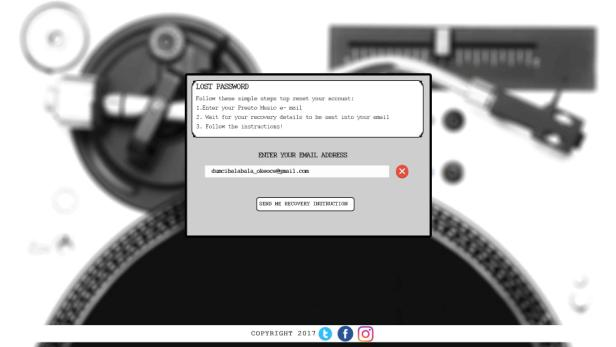 LOST PASSWORD
Follow these simple steps top reset your account:
1.Enter your Presto Music e- mail
2. Wait for your recovery details to be sent into your email
3. Follow the instructions!
ENTER YOUR EMAIL ADDRESS
dumcibalabala_okeocw@gmail.com
SEND ME RECOVERY INSTRUCTION
COPYRIGHT 2017